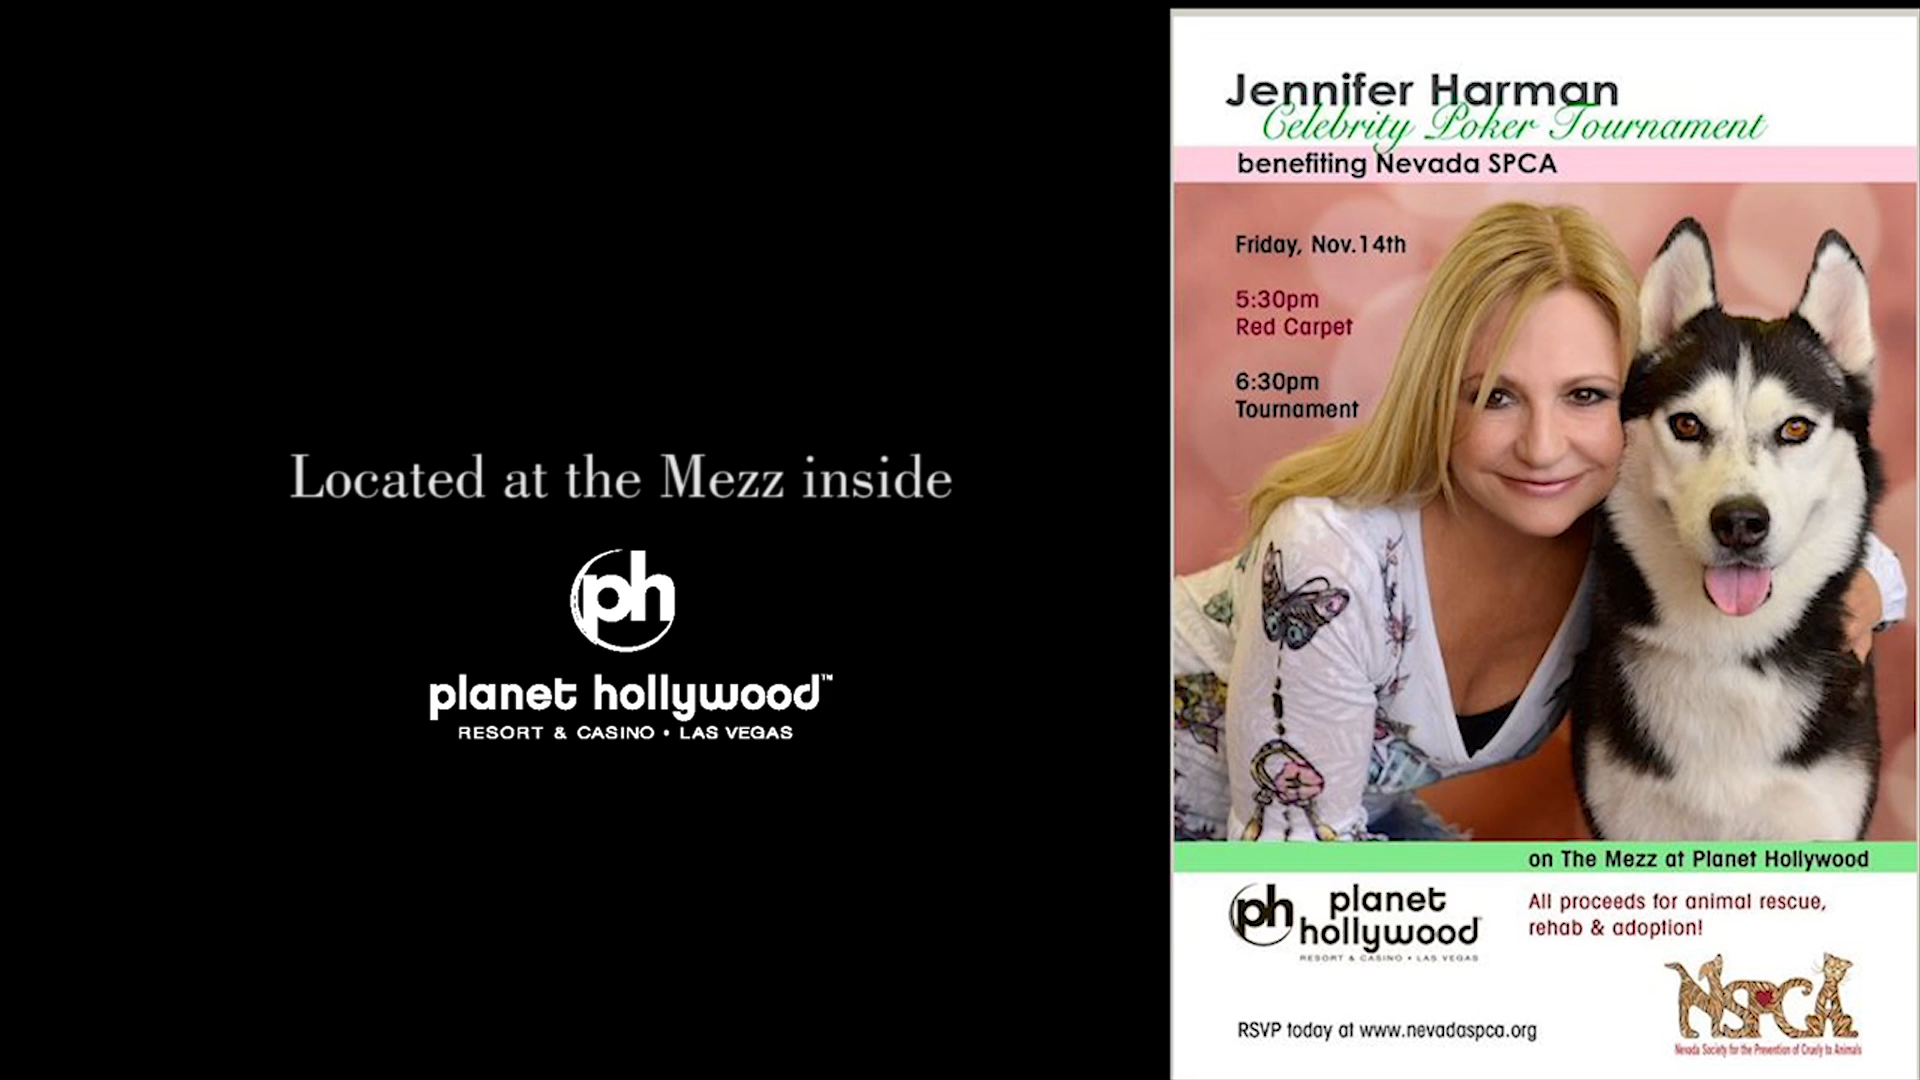 Located at the Mezz inside
ph
planet hollywood™
RESORT & CASINO • LAS VEGAS
Jennifer Harman
Celebrity Poker Tournament
benefiting Nevada SPCA
Friday, Nov.14th
5:30pm
Red Carpet
6:30pm
Tournament
on The Mezz at Planet Hollywood
ph planet
hollywood
RESORT & CASINO • LAS VEGAS
All proceeds for animal rescue,
rehab & adoption!
NSPCA
Nevada Society for the Prevention of Cruelty to Animals
RSVP today at www.nevadaspca.org